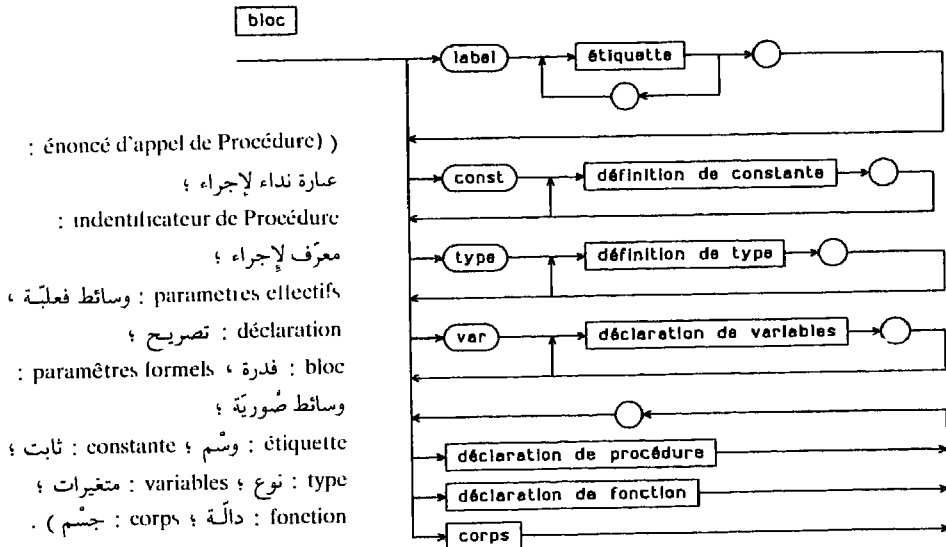 bloc
label
étiquette
const
définition de constante
type
définition de type
var
déclaration de variables
déclaration de procédure
déclaration de fonction
corps
( (énoncé d'appel de Procédure :
عبارة نداء لإجراء ؛
indentificateur de Procédure :
معرّف لإجراء ؛
parametres effectifs : وسائط فعليّة ،
déclaration : تصريح ؛
bloc : فدرة ، paramêtres formels :
وسائط صُوريّة ؛
étiquette : وسْم ؛ constante : ثابت ؛
type : نوع ؛ variables : متغيرات ؛
fonction : دالّة ؛ corps : جسْم ) .